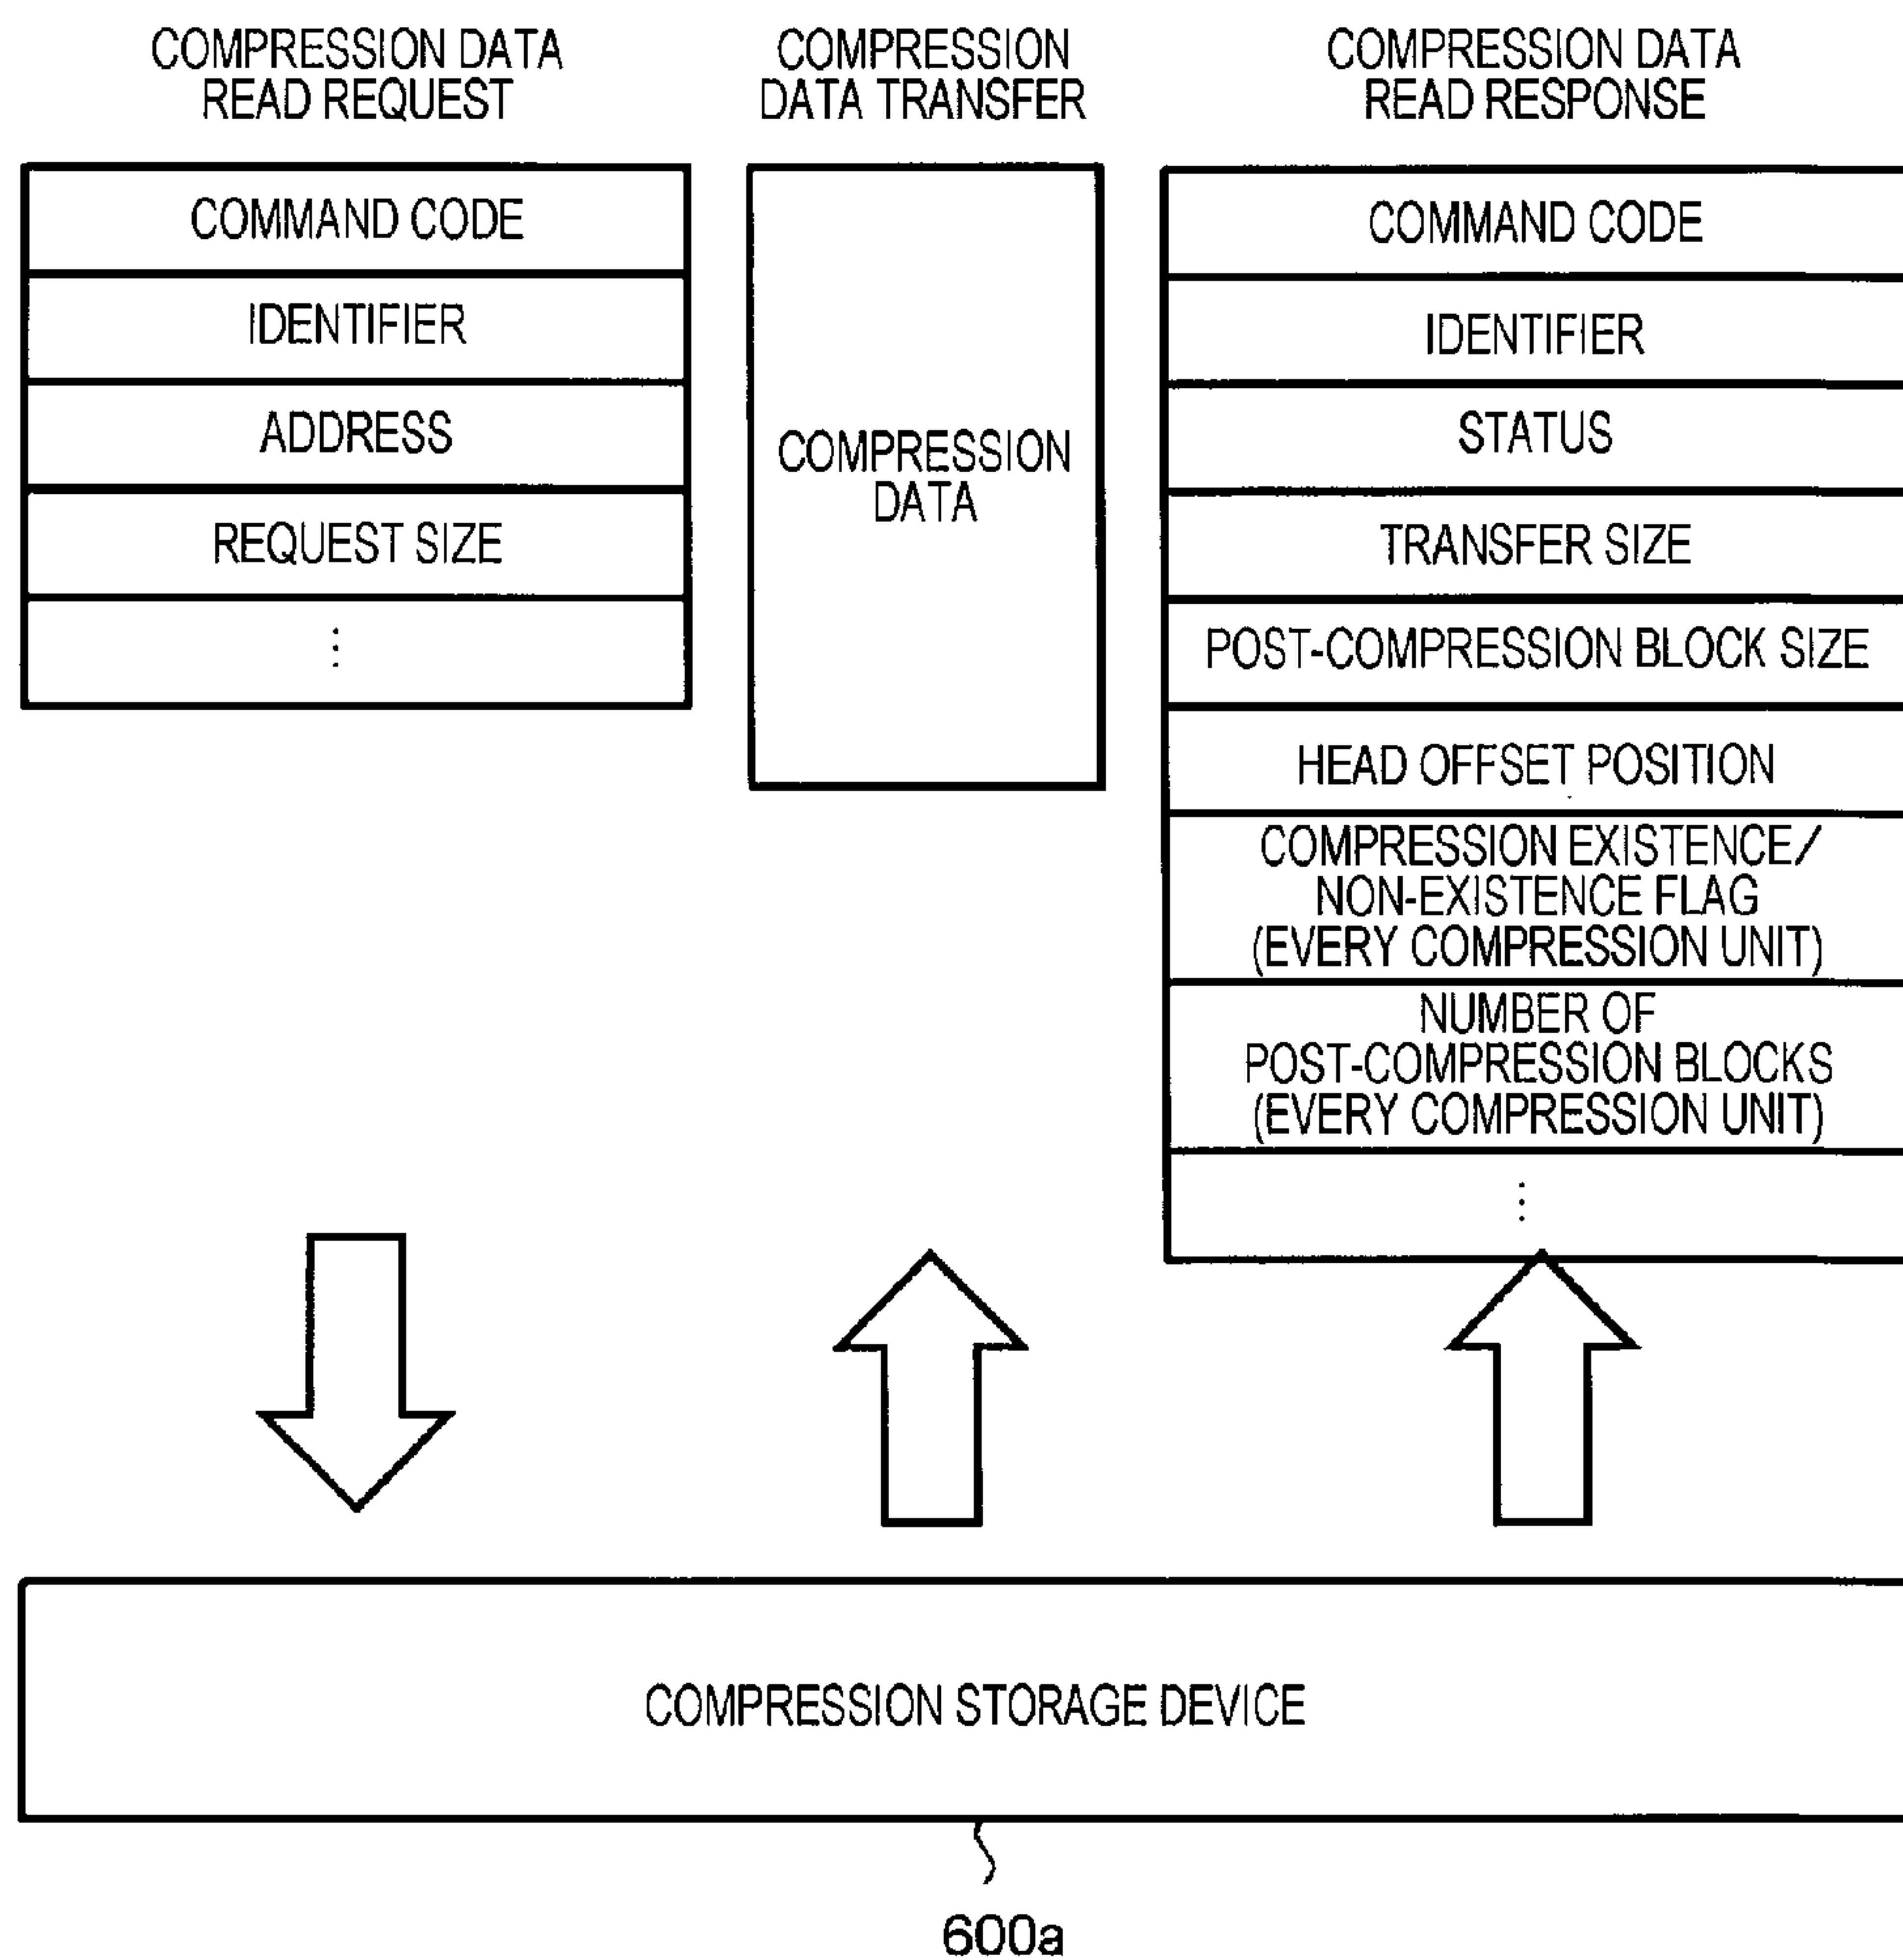 COMPRESSION DATA
READ REQUEST
COMMAND CODE
IDENTIFIER
ADDRESS
REQUEST SIZE
⋮
COMPRESSION
DATA TRANSFER
COMPRESSION
DATA
COMPRESSION DATA
READ RESPONSE
COMMAND CODE
IDENTIFIER
STATUS
TRANSFER SIZE
POST-COMPRESSION BLOCK SIZE
HEAD OFFSET POSITION
COMPRESSION EXISTENCE/
NON-EXISTENCE FLAG
(EVERY COMPRESSION UNIT)
NUMBER OF
POST-COMPRESSION BLOCKS
(EVERY COMPRESSION UNIT)
⋮
COMPRESSION STORAGE DEVICE
600a